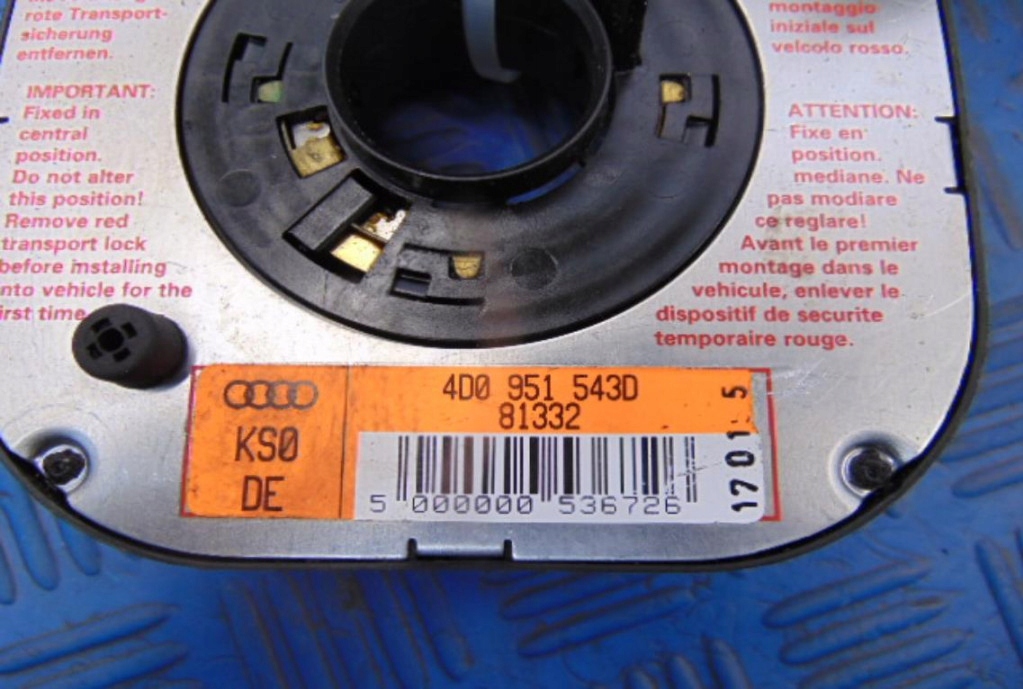 rote Transport-
sicherung
entfernen.
IMPORTANT:
Fixed in
central
position.
Do not alter
this position!
Remove red
transport lock
before installing
nto vehicle for the
irst time
montaggio
iniziale sul
veicolo rosso.
ATTENTION:
Fixe en
position.
mediane. Ne
pas modiare
ce reglare!
Avant le premier
montage dans le
vehicule, enlever le
dispositif de securite
temporaire rouge.
4D0 951 543D
81332
KS0
DE
5 000000 536726
1701 5